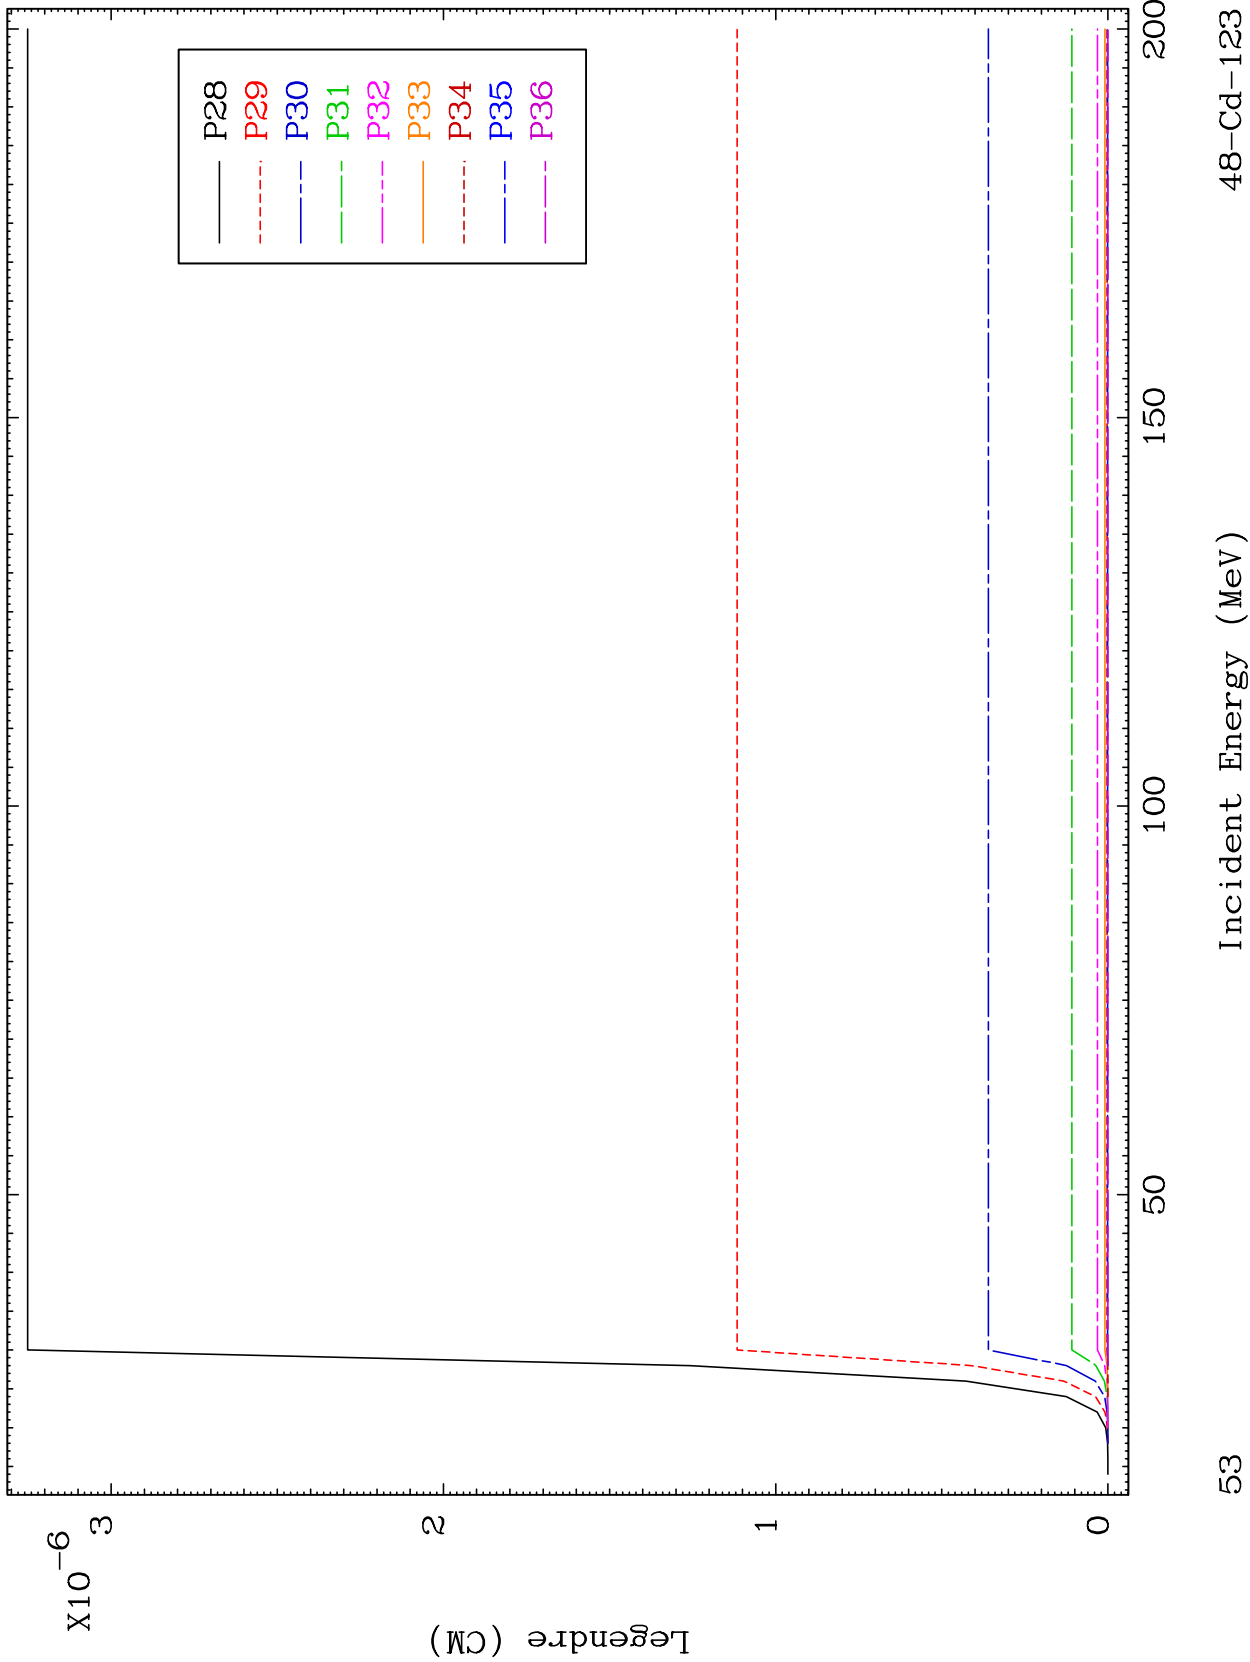 X10-6
3
2
1
0
Legendre (CM)
P28
P29
P30
P31
P32
P33
P34
P35
P36
50
100
150
200
53
Incident Energy (MeV)
48-Cd-123